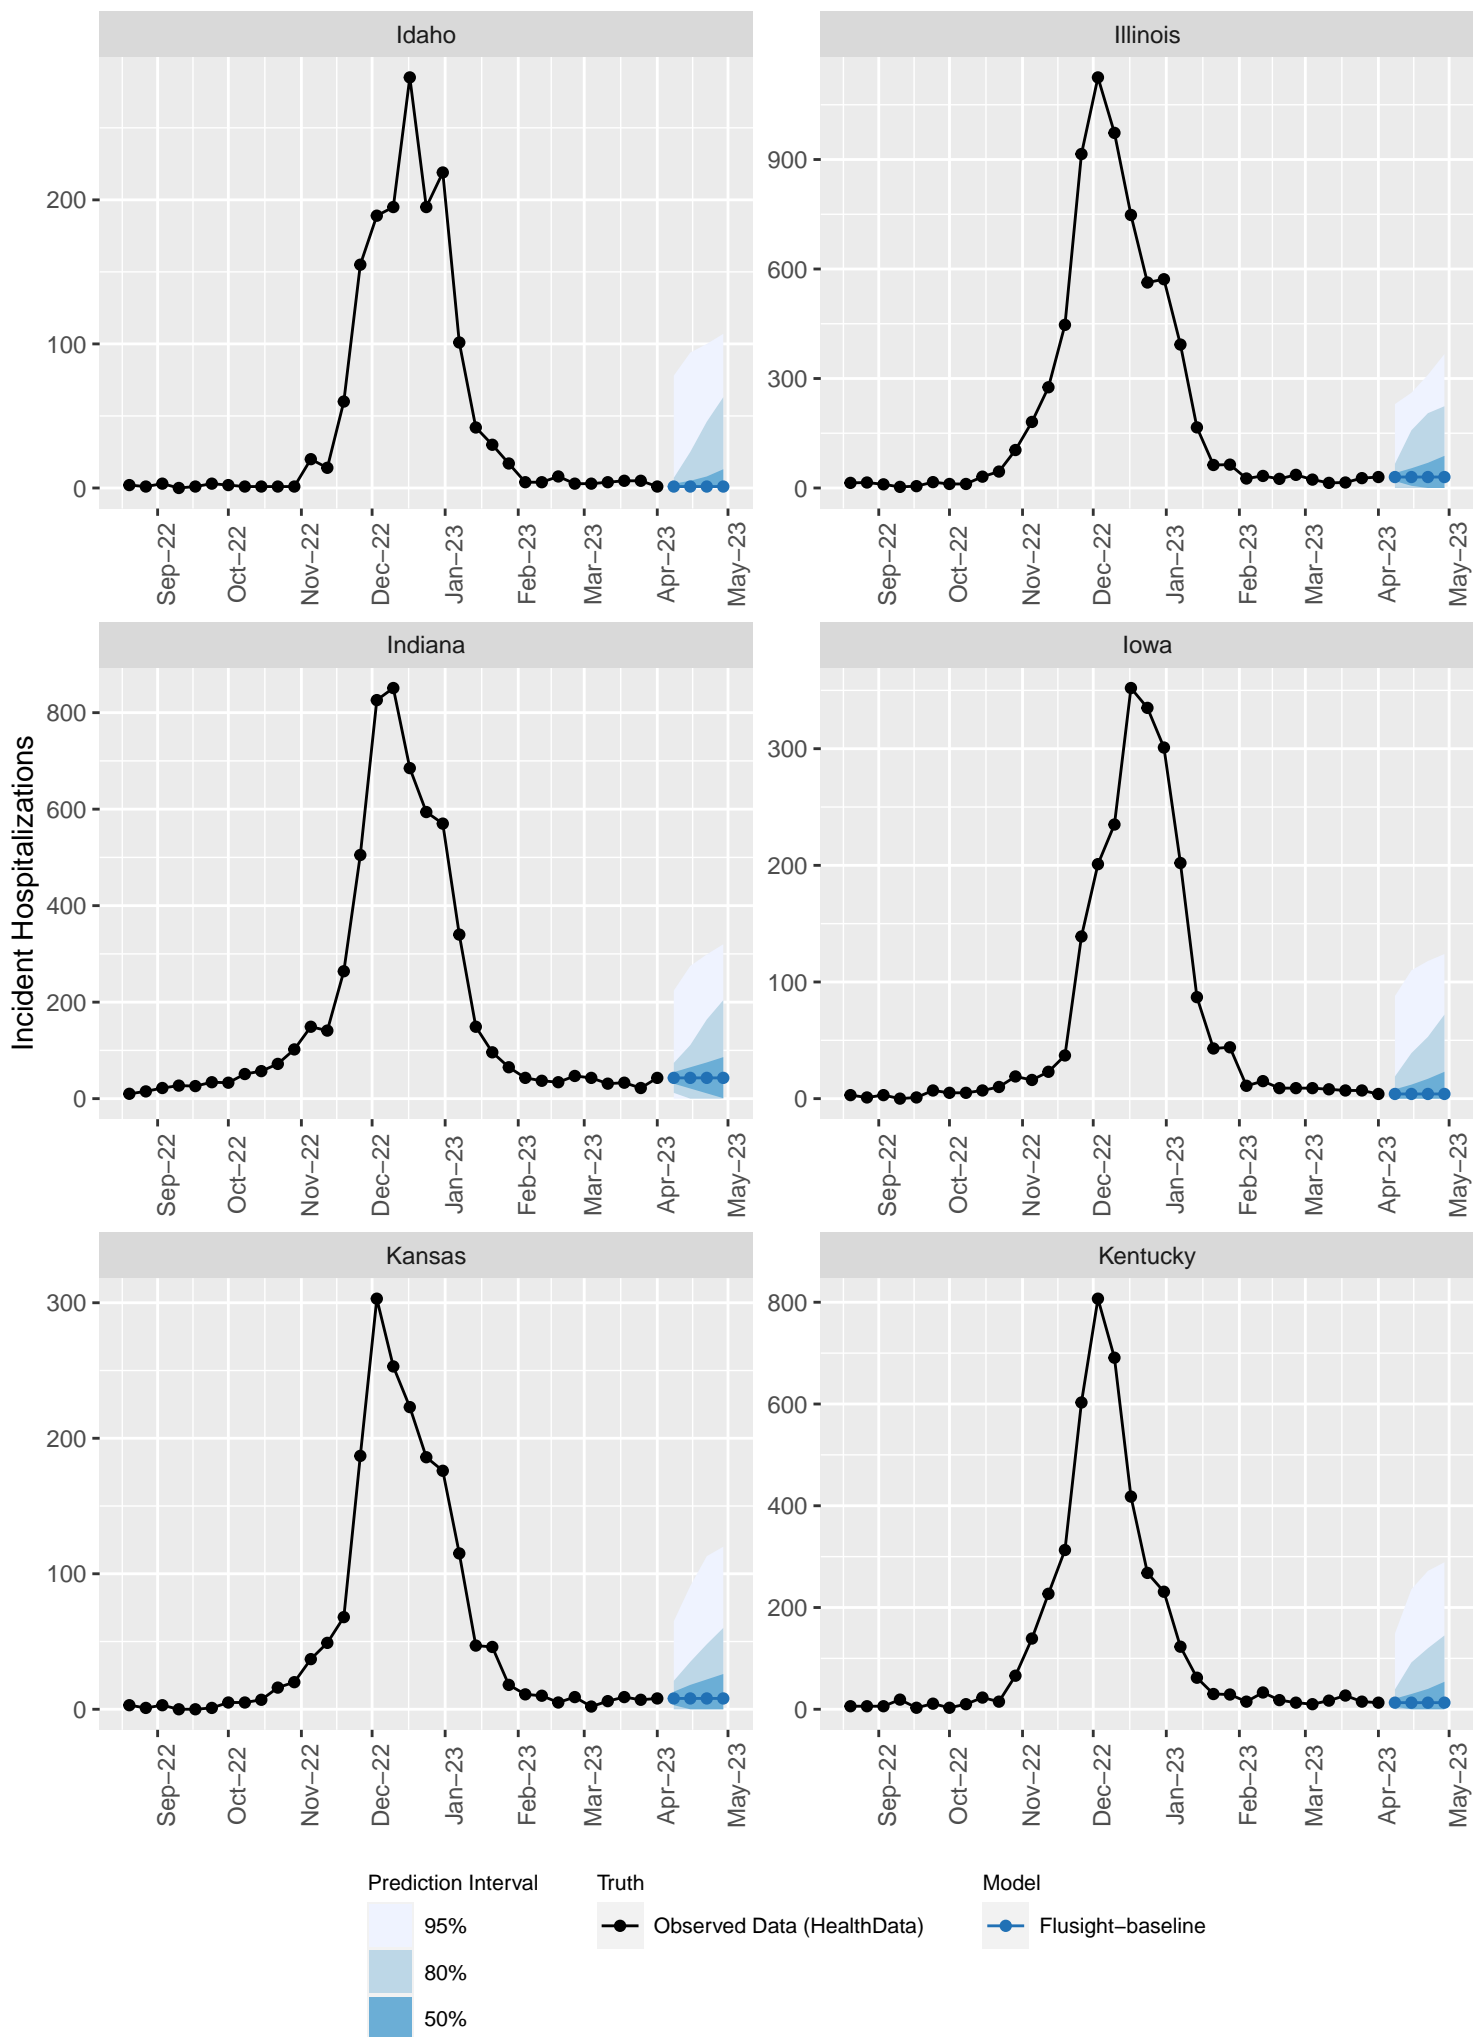 Idaho
Illinois
200
100
0
900
600
300
0
Sep−22
Oct−22
Nov−22
Dec−22
Jan−23
Feb−23
Mar−23
Apr−23
May−23
Sep−22
Oct−22
Nov−22
Dec−22
Jan−23
Feb−23
Mar−23
Apr−23
May−23
Incident Hospitalizations
Indiana
Iowa
800
600
400
200
0
300
200
100
0
Sep−22
Oct−22
Nov−22
Dec−22
Jan−23
Feb−23
Mar−23
Apr−23
May−23
Sep−22
Oct−22
Nov−22
Dec−22
Jan−23
Feb−23
Mar−23
Apr−23
May−23
Kansas
Kentucky
300
200
100
0
800
600
400
200
0
Sep−22
Oct−22
Nov−22
Dec−22
Jan−23
Feb−23
Mar−23
Apr−23
May−23
Sep−22
Oct−22
Nov−22
Dec−22
Jan−23
Feb−23
Mar−23
Apr−23
May−23
Prediction Interval
95%
80%
50%
Truth
Observed Data (HealthData)
Model
Flusight−baseline